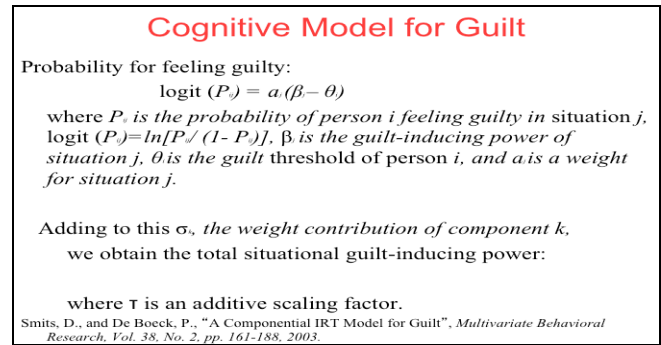 Cognitive Model for Guilt
Probability for feeling guilty:
logit (Pᵢⱼ) = aⱼ(βⱼ– θᵢ)
where Pᵢⱼ is the probability of person i feeling guilty in situation j,
logit (Pᵢⱼ)=ln[Pᵢⱼ/ (1- Pᵢⱼ)], βⱼ is the guilt-inducing power of
situation j, θᵢ is the guilt threshold of person i, and aⱼ is a weight
for situation j.
Adding to this σₖ, the weight contribution of component k,
we obtain the total situational guilt-inducing power:
where τ is an additive scaling factor.
Smits, D., and De Boeck, P., “A Componential IRT Model for Guilt”, Multivariate Behavioral
Research, Vol. 38, No. 2, pp. 161-188, 2003.